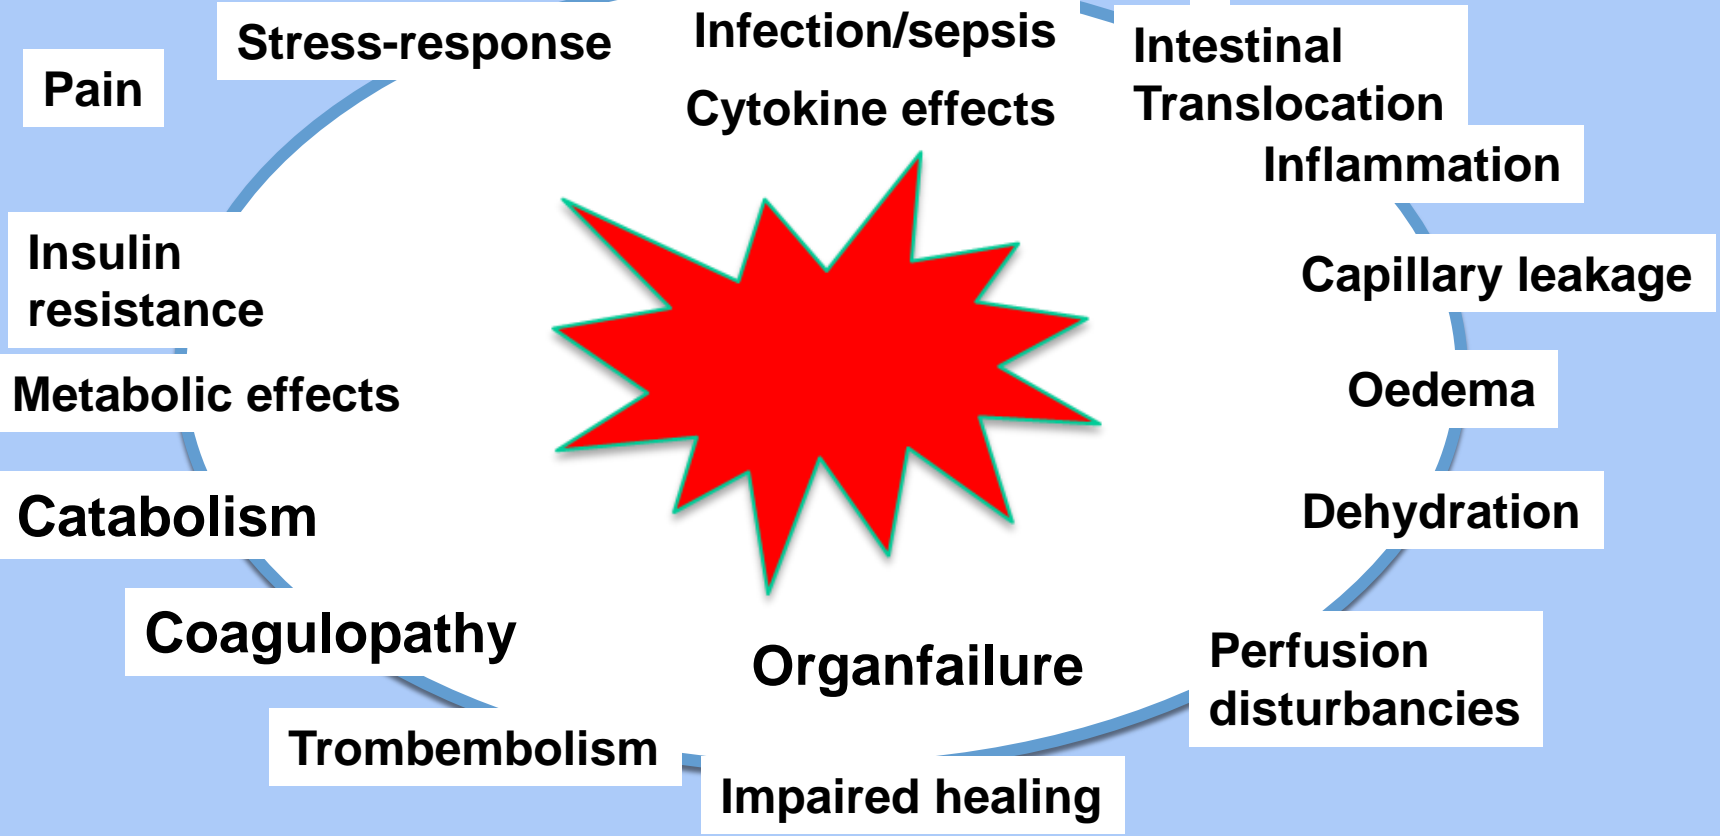 Stress-response
Infection/sepsis
Cytokine effects
Intestinal
Translocation
Pain
Inflammation
Insulin
resistance
Capillary leakage
Metabolic effects
Oedema
Catabolism
Dehydration
Coagulopathy
Organfailure
Perfusion
disturbancies
Trombembolism
Impaired healing